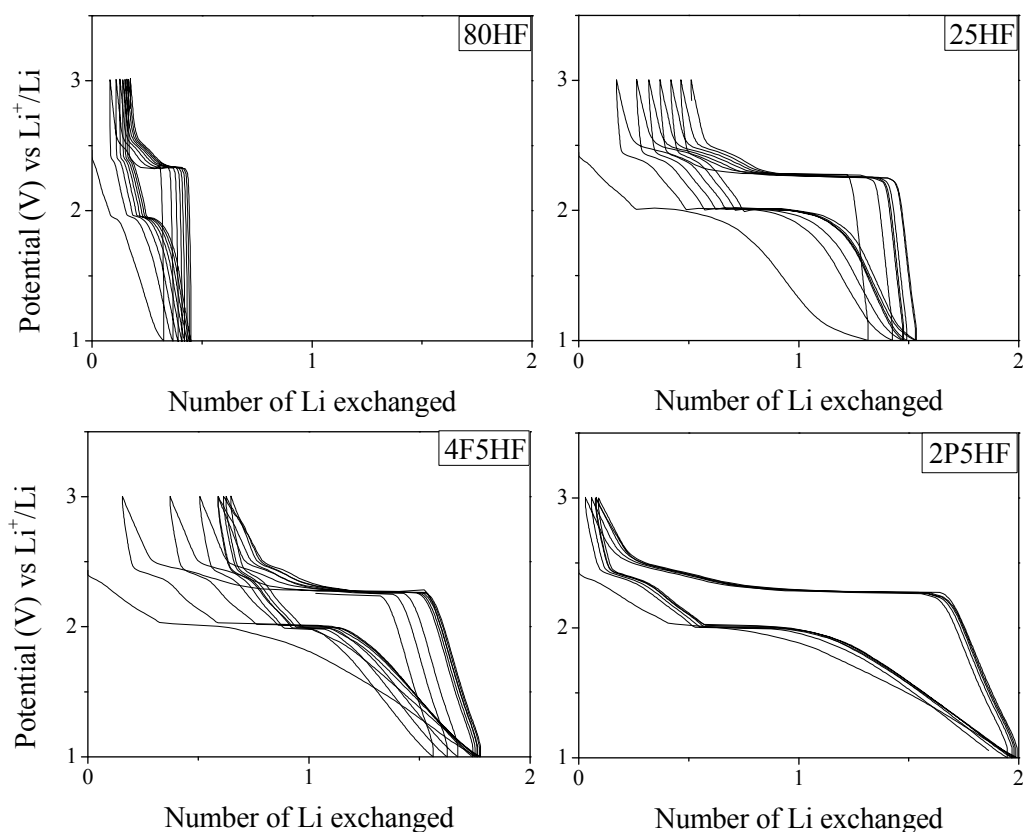 80HF
25HF
3
2
1
0
1
2
Potential (V) vs Li⁺/Li
Number of Li exchanged
3
2
1
0
1
2
Number of Li exchanged
4F5HF
2P5HF
3
2
1
0
1
2
Potential (V) vs Li⁺/Li
Number of Li exchanged
3
2
1
0
1
2
Number of Li exchanged